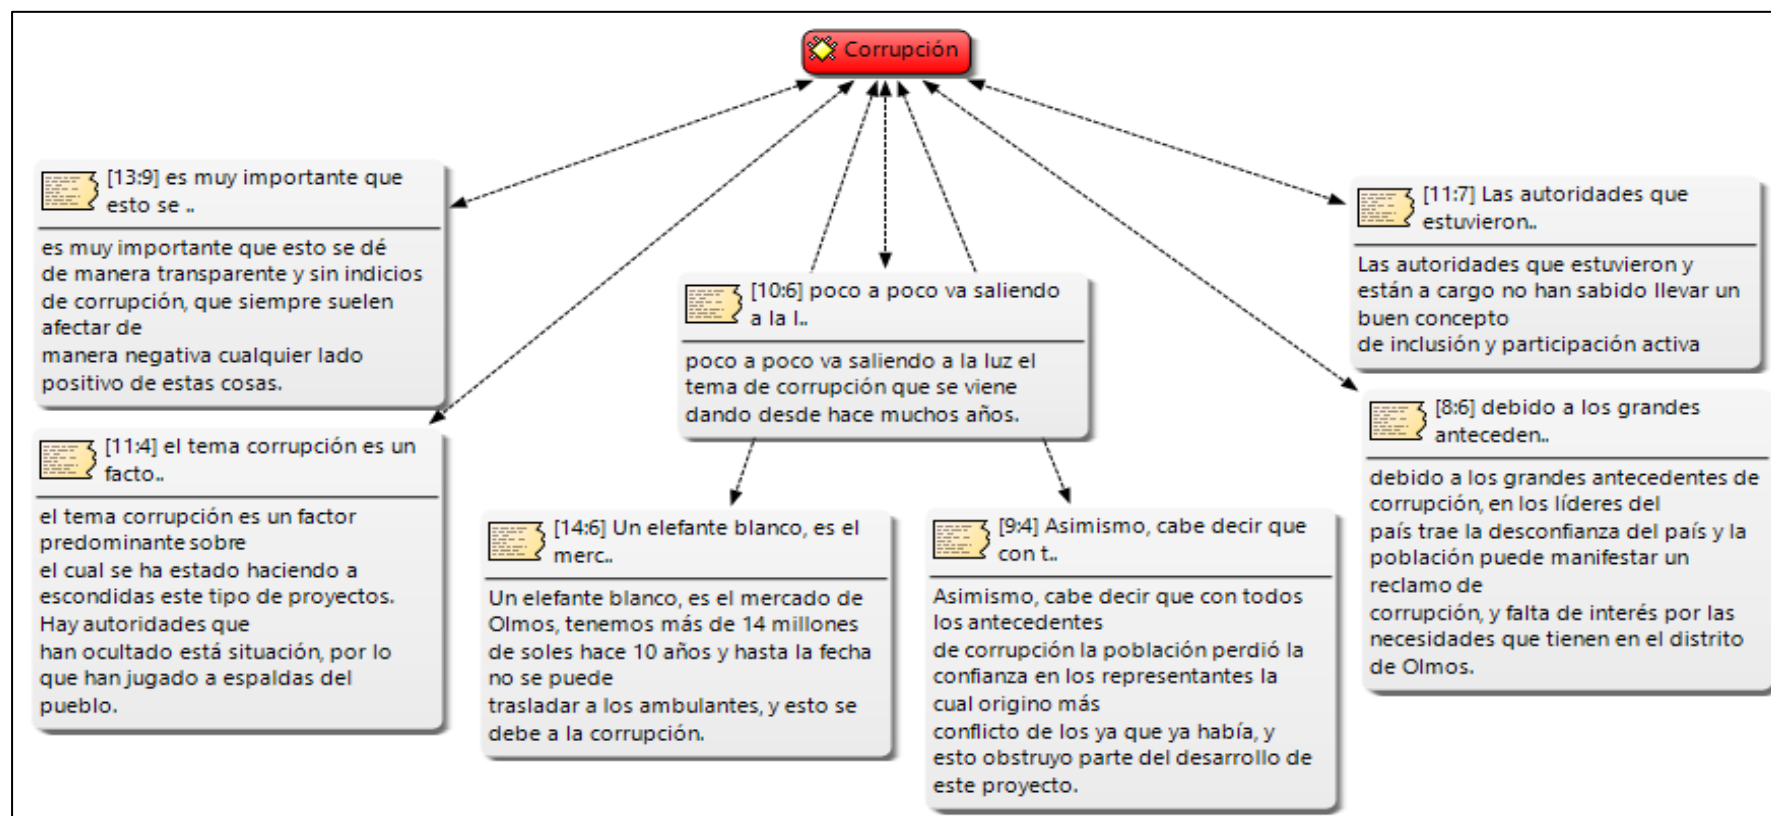 Corrupción
[13:9] es muy importante que
esto se ..
es muy importante que esto se dé
de manera transparente y sin indicios
de corrupción, que siempre suelen
afectar de
manera negativa cualquier lado
positivo de estas cosas.
[11:4] el tema corrupción es un
facto..
el tema corrupción es un factor
predominante sobre
el cual se ha estado haciendo a
escondidas este tipo de proyectos.
Hay autoridades que
han ocultado está situación, por lo
que han jugado a espaldas del
pueblo.
[10:6] poco a poco va saliendo
a la l..
poco a poco va saliendo a la luz el
tema de corrupción que se viene
dando desde hace muchos años.
[14:6] Un elefante blanco, es el
merc..
Un elefante blanco, es el mercado de
Olmos, tenemos más de 14 millones
de soles hace 10 años y hasta la fecha
no se puede
trasladar a los ambulantes, y esto se
debe a la corrupción.
[9:4] Asimismo, cabe decir que
con t..
Asimismo, cabe decir que con todos
los antecedentes
de corrupción la población perdió la
confianza en los representantes la
cual origino más
conflicto de los ya que ya había, y
esto obstruyo parte del desarrollo de
este proyecto.
[11:7] Las autoridades que
estuvieron..
Las autoridades que estuvieron y
están a cargo no han sabido llevar un
buen concepto
de inclusión y participación activa
[8:6] debido a los grandes
anteceden..
debido a los grandes antecedentes de
corrupción, en los líderes del
país trae la desconfianza del país y la
población puede manifestar un
reclamo de
corrupción, y falta de interés por las
necesidades que tienen en el distrito
de Olmos.